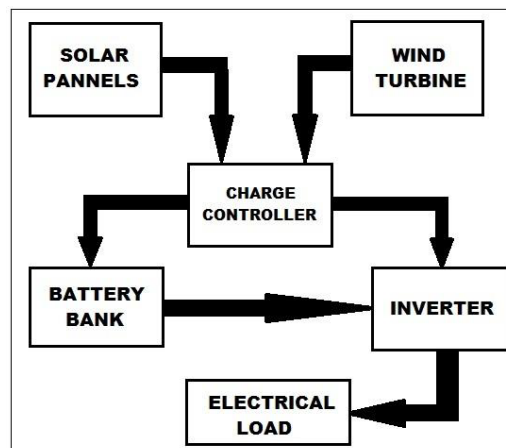 SOLAR
PANNELS
WIND
TURBINE
CHARGE
CONTROLLER
BATTERY
BANK
INVERTER
ELECTRICAL
LOAD